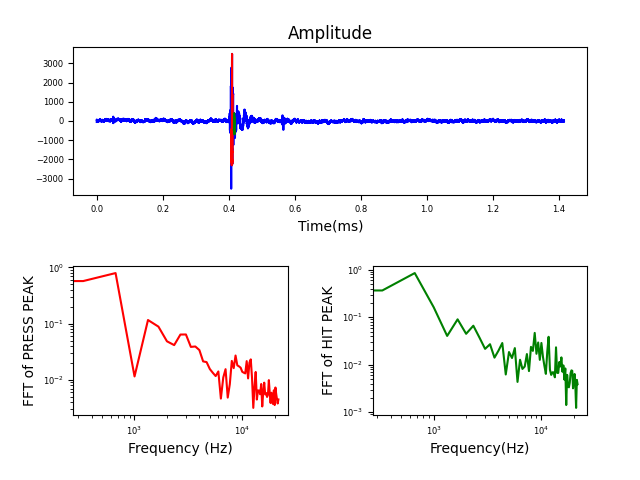 Amplitude
3000
2000
1000
0
−1000
−2000
−3000
0.0 0.2 0.4 0.6 0.8 1.0 1.2 1.4
Time(ms)
FFT of PRESS PEAK
10⁰
10⁻¹
10⁻²
10³ 10⁴
Frequency (Hz)
FFT of HIT PEAK
10⁰
10⁻¹
10⁻²
10⁻³
10³ 10⁴
Frequency(Hz)